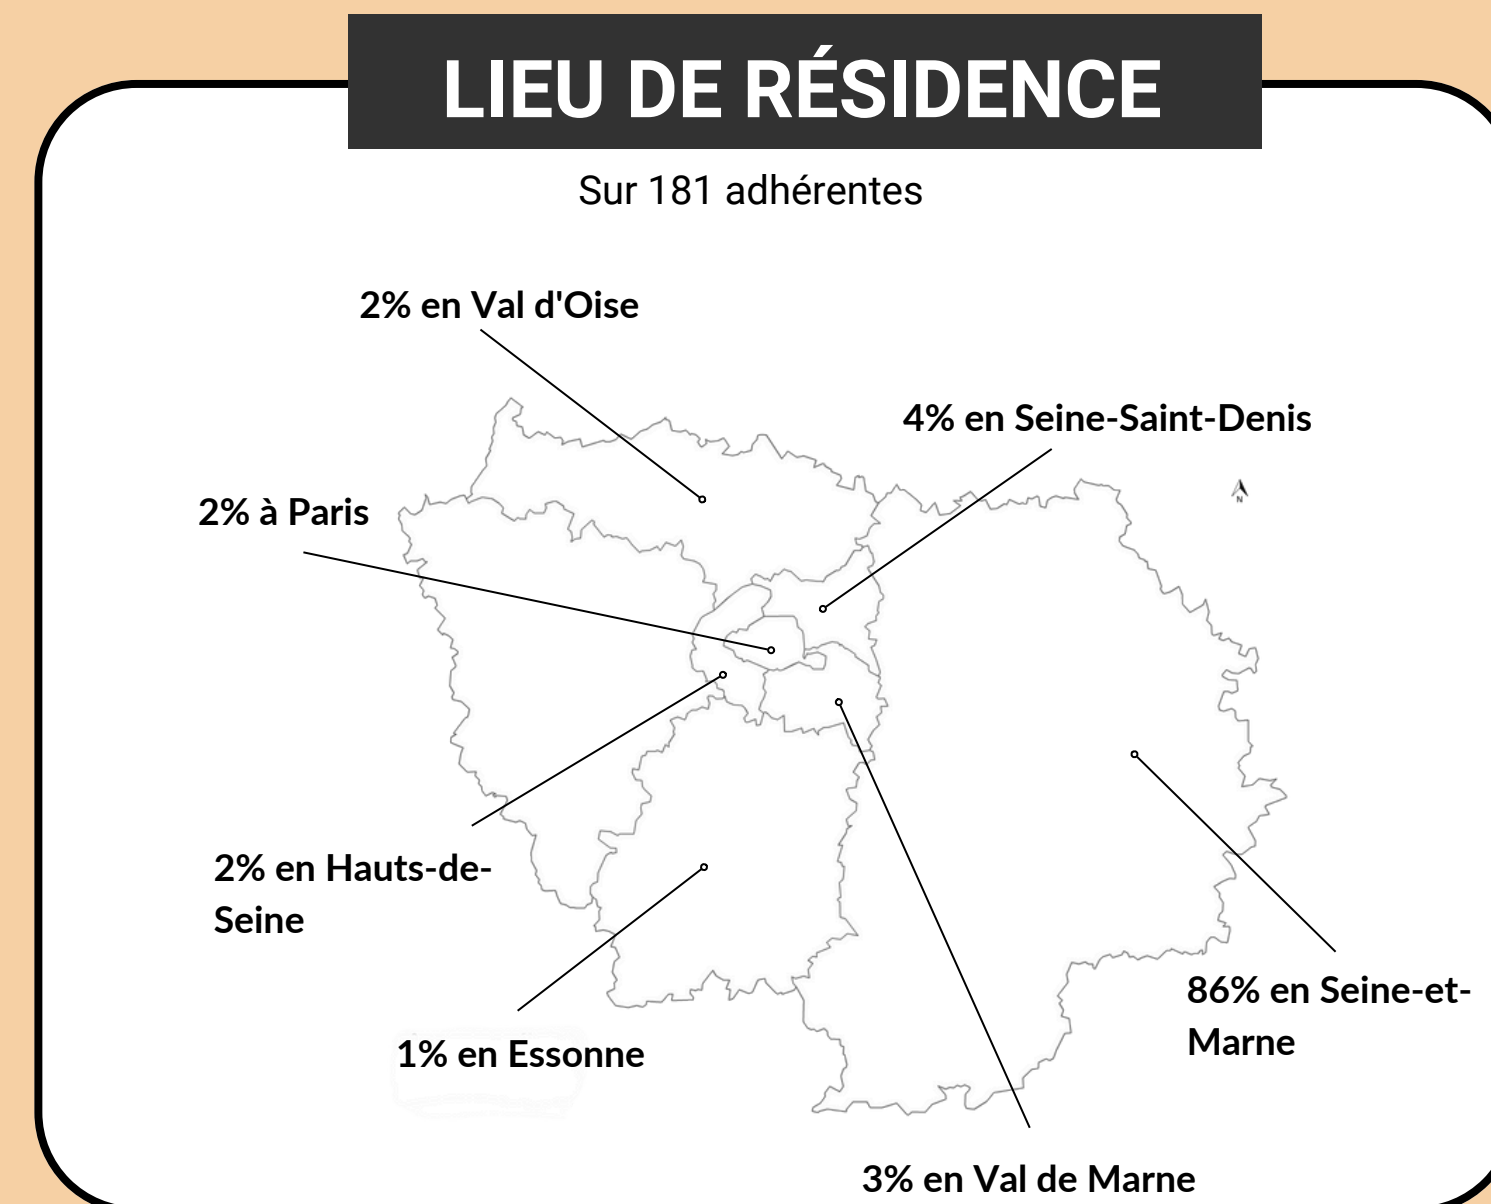 LIEU DE RÉSIDENCE
Sur 181 adhérentes
2% en Val d'Oise
4% en Seine-Saint-Denis
2% à Paris
N
2% en Hauts-de-
Seine
86% en Seine-et-
Marne
1% en Essonne
3% en Val de Marne